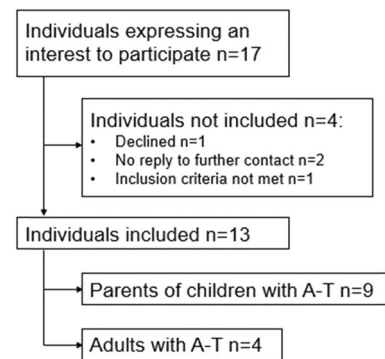 Individuals expressing an
interest to participate n=17
Individuals not included n=4:
• Declined n=1
• No reply to further contact n=2
• Inclusion criteria not met n=1
Individuals included n=13
Parents of children with A-T n=9
Adults with A-T n=4